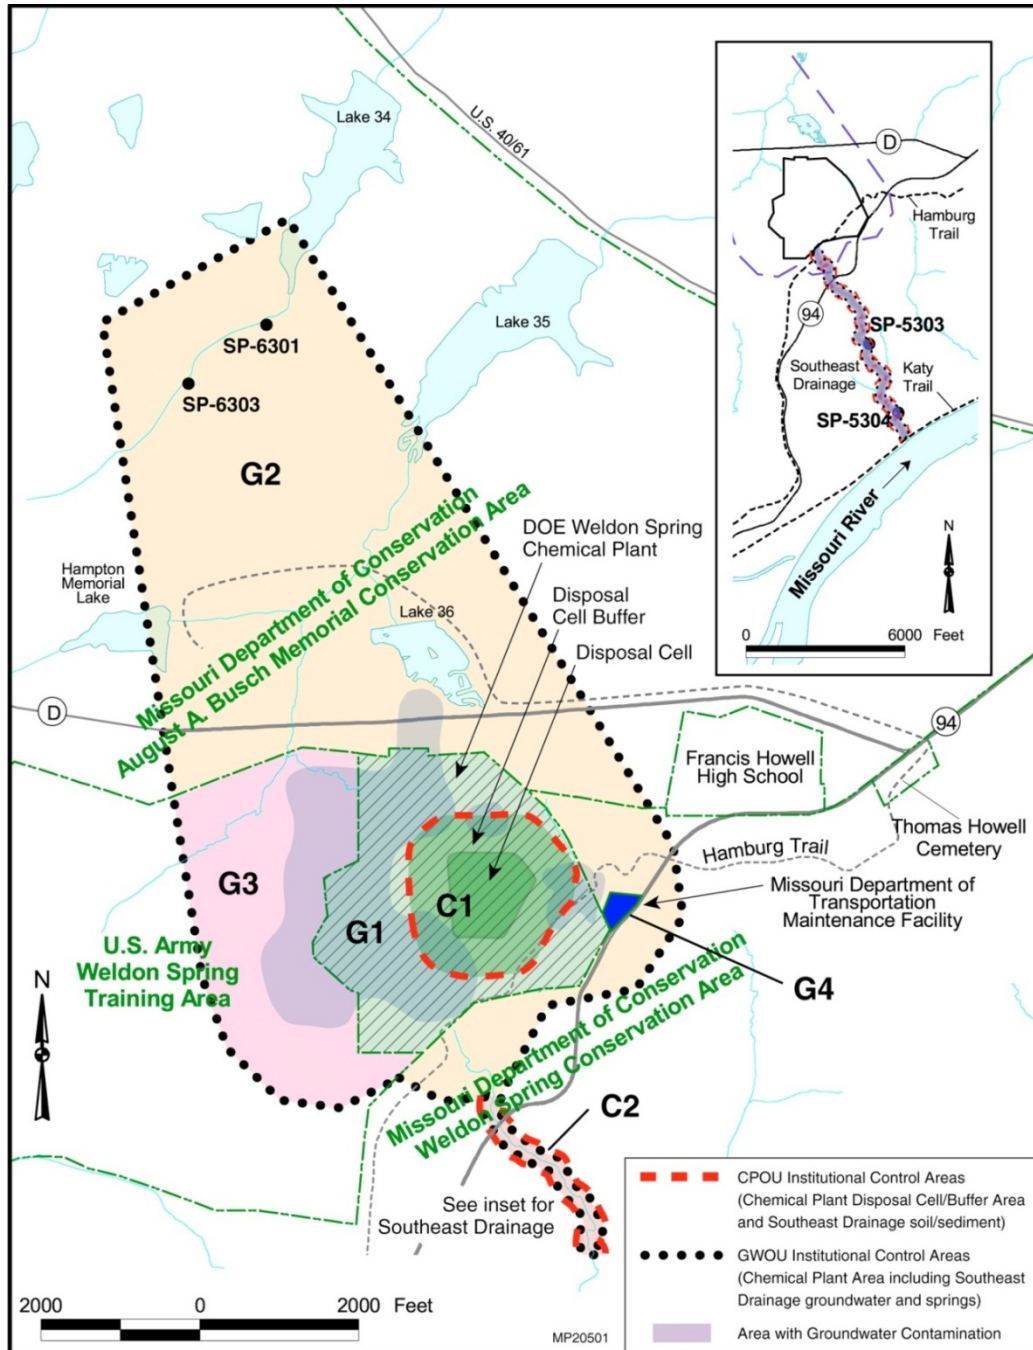 Lake 34
U.S. 40/61
D
Hamburg
Trail
94
SP-5303
Southeast
Drainage
Katy
Trail
SP-5304
Missouri River
N
0 6000 Feet
Lake 35
SP-6301
SP-6303
G2
Missouri Department of Conservation
August A. Busch Memorial Conservation Area
DOE Weldon Spring
Chemical Plant
Disposal
Cell Buffer
Disposal Cell
Hampton
Memorial
Lake
Lake 36
D
94
Francis Howell
High School
Thomas Howell
Cemetery
Hamburg Trail
Missouri Department of
Transportation
Maintenance Facility
G3
G1
C1
G4
U.S. Army
Weldon Spring
Training Area
N
Missouri Department of Conservation
Weldon Spring Conservation Area
C2
See inset for
Southeast Drainage
2000 0 2000 Feet
MP20501
CPOU Institutional Control Areas
(Chemical Plant Disposal Cell/Buffer Area
and Southeast Drainage soil/sediment)
GWOU Institutional Control Areas
(Chemical Plant Area including Southeast
Drainage groundwater and springs)
Area with Groundwater Contamination